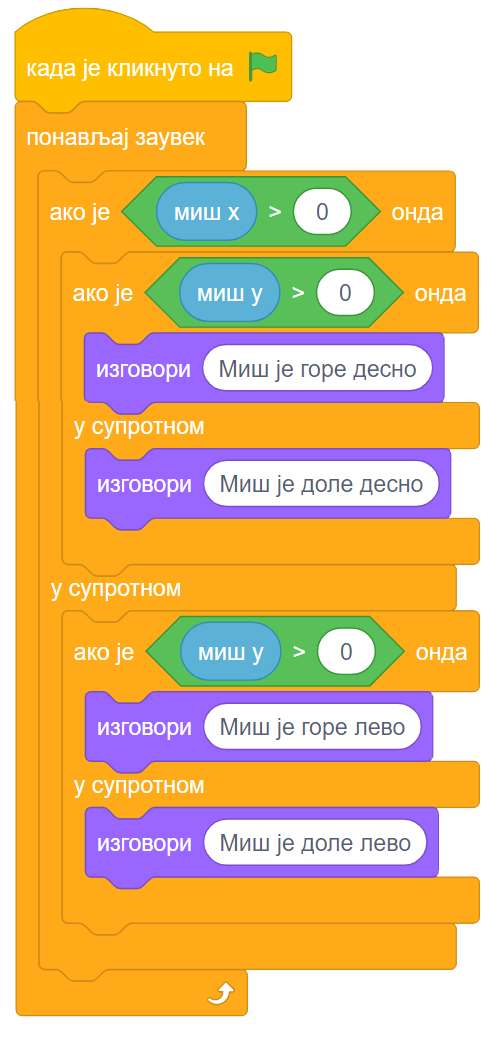 када је кликнуто на
понављај заувек
ако је миш x > 0 онда
ако је миш y > 0 онда
изговори Миш је горе десно
у супротном
изговори Миш је доле десно
у супротном
ако је миш y > 0 онда
изговори Миш је горе лево
у супротном
изговори Миш је доле лево